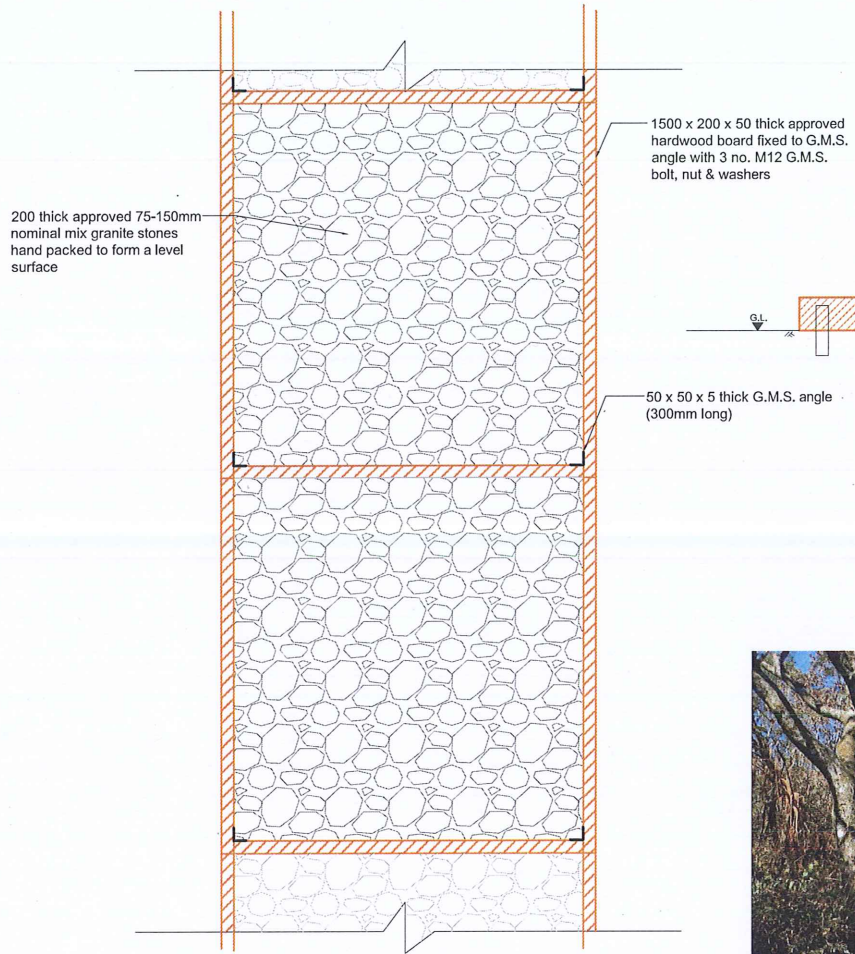 1500 x 200 x 50 thick approved
hardwood board fixed to G.M.S.
angle with 3 no. M12 G.M.S.
bolt, nut & washers
200 thick approved 75-150mm
nominal mix granite stones
hand packed to form a level
surface
G.L.
50 x 50 x 5 thick G.M.S. angle
(300mm long)